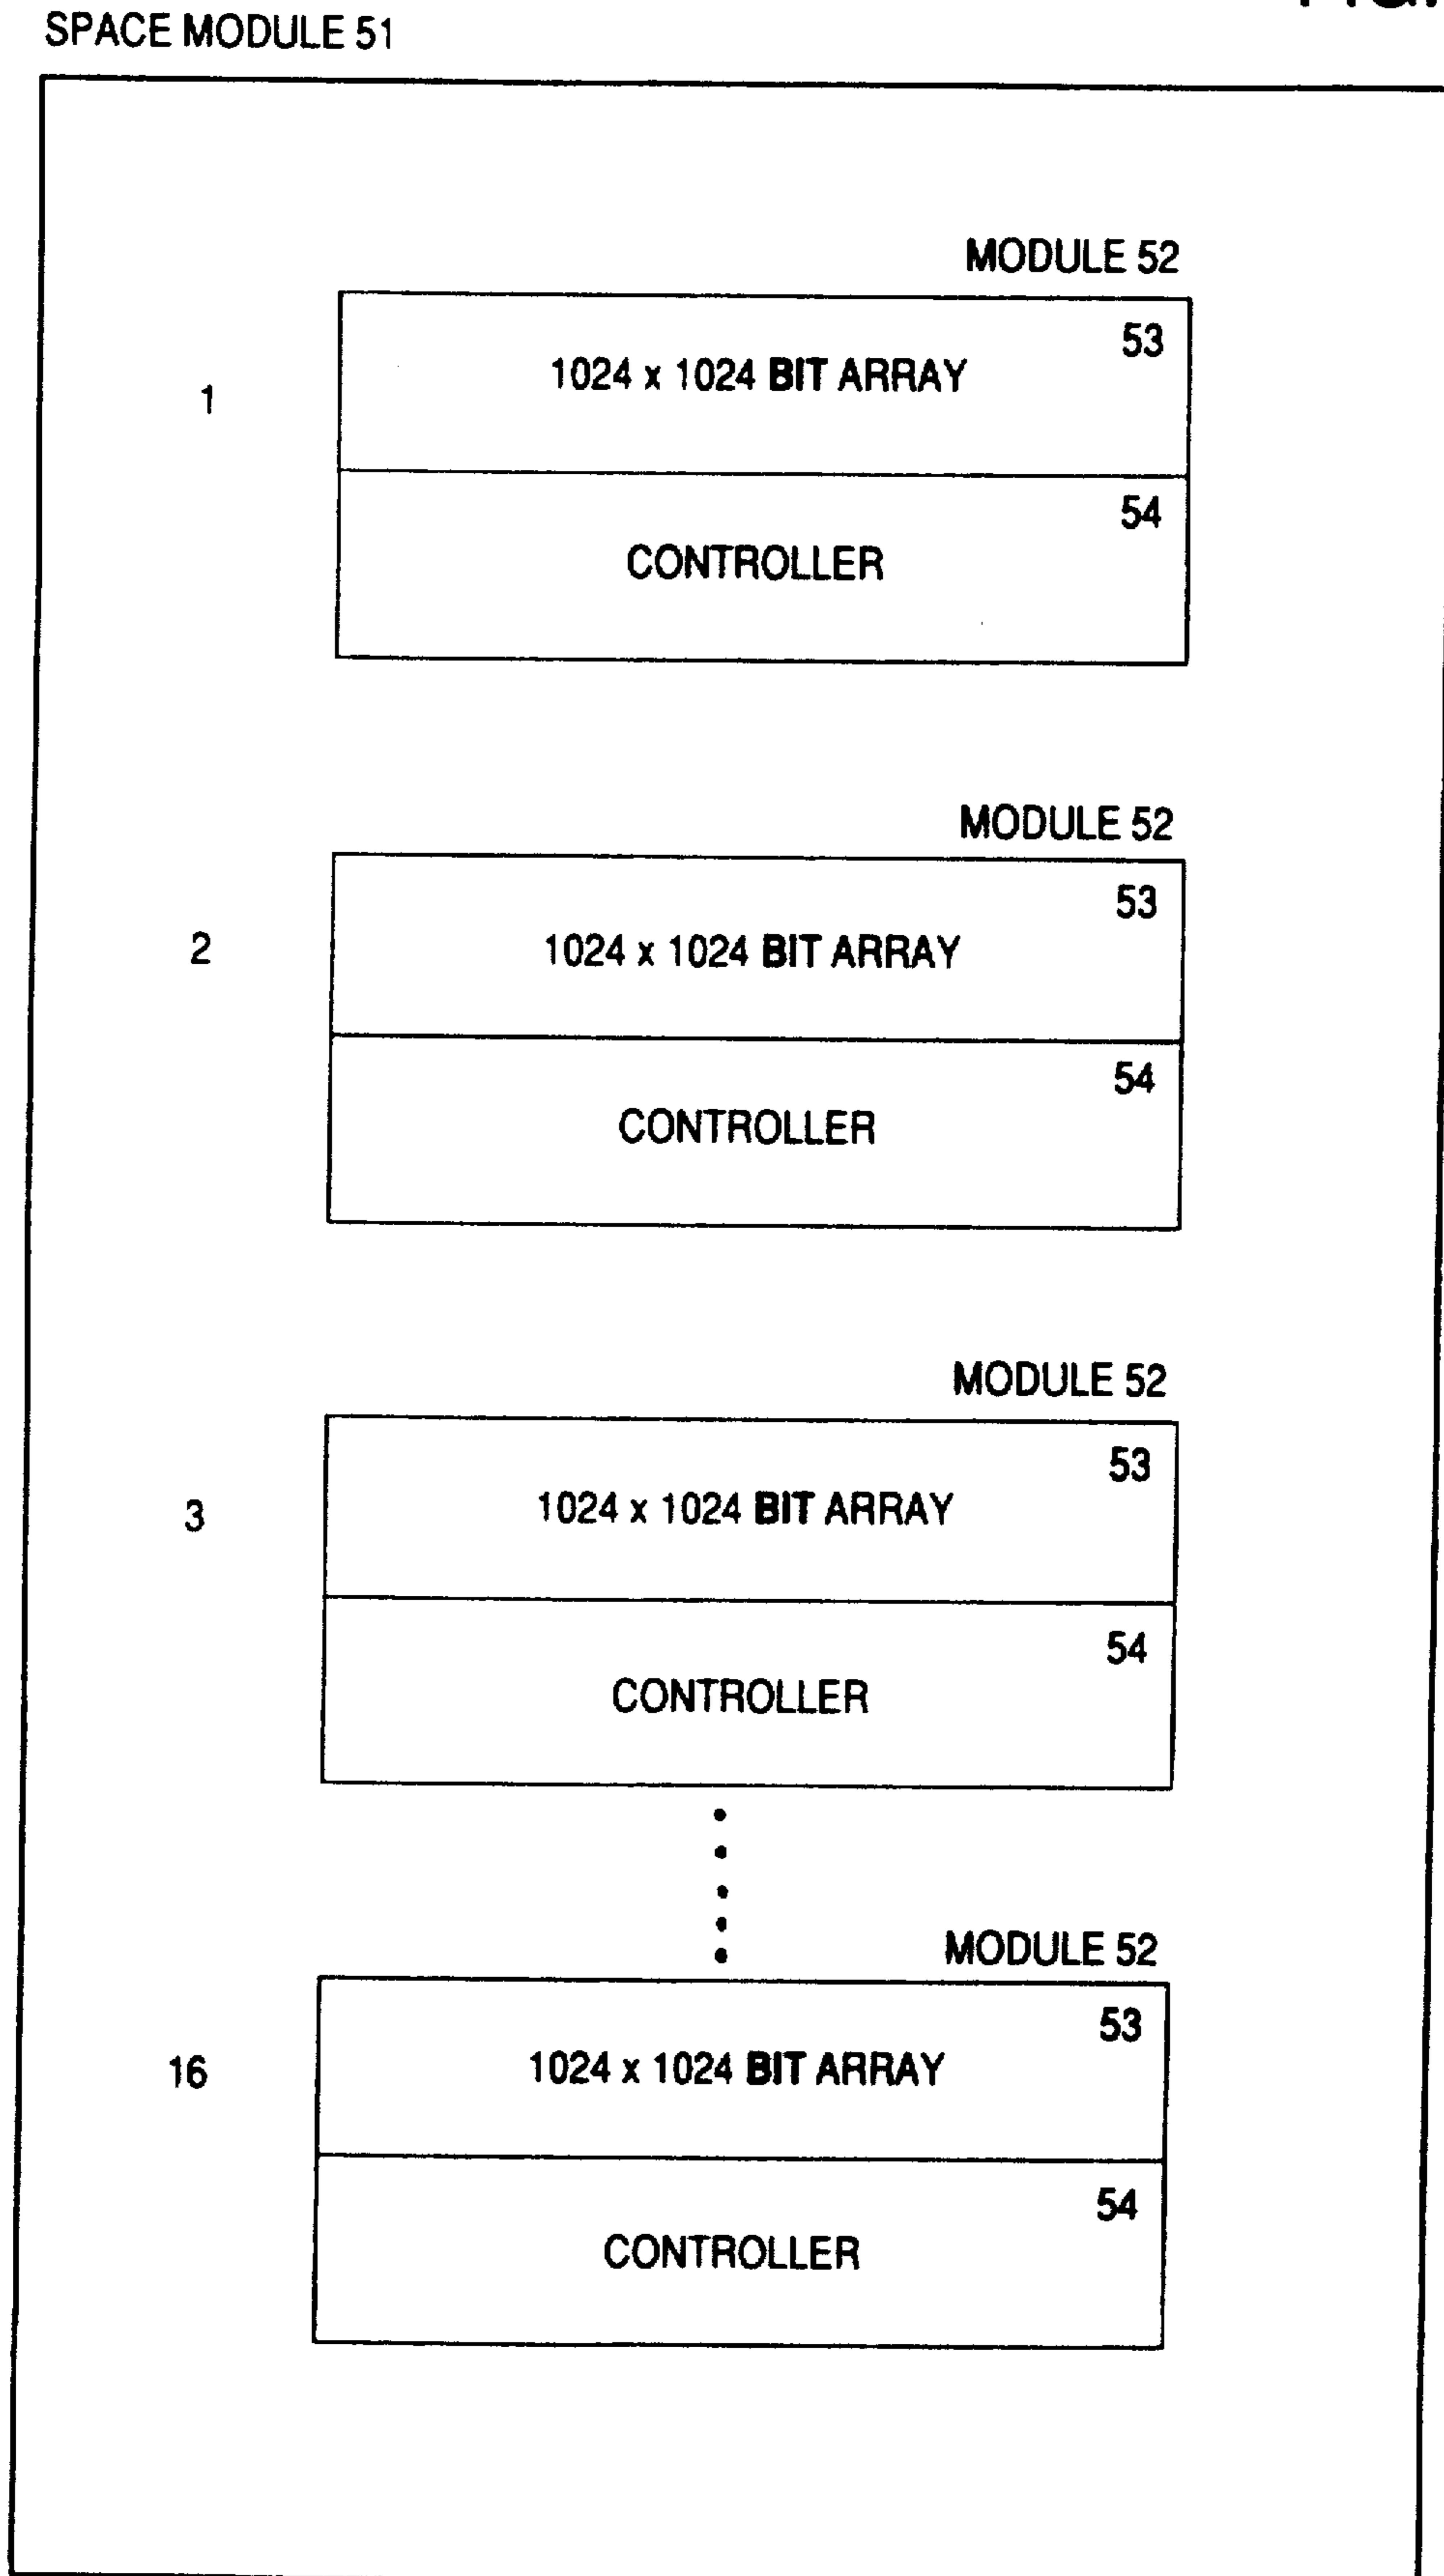 SPACE MODULE 51
MODULE 52
53
1
1024 x 1024 BIT ARRAY
54
CONTROLLER
MODULE 52
53
2
1024 x 1024 BIT ARRAY
54
CONTROLLER
MODULE 52
53
3
1024 x 1024 BIT ARRAY
54
CONTROLLER
MODULE 52
53
16
1024 x 1024 BIT ARRAY
54
CONTROLLER